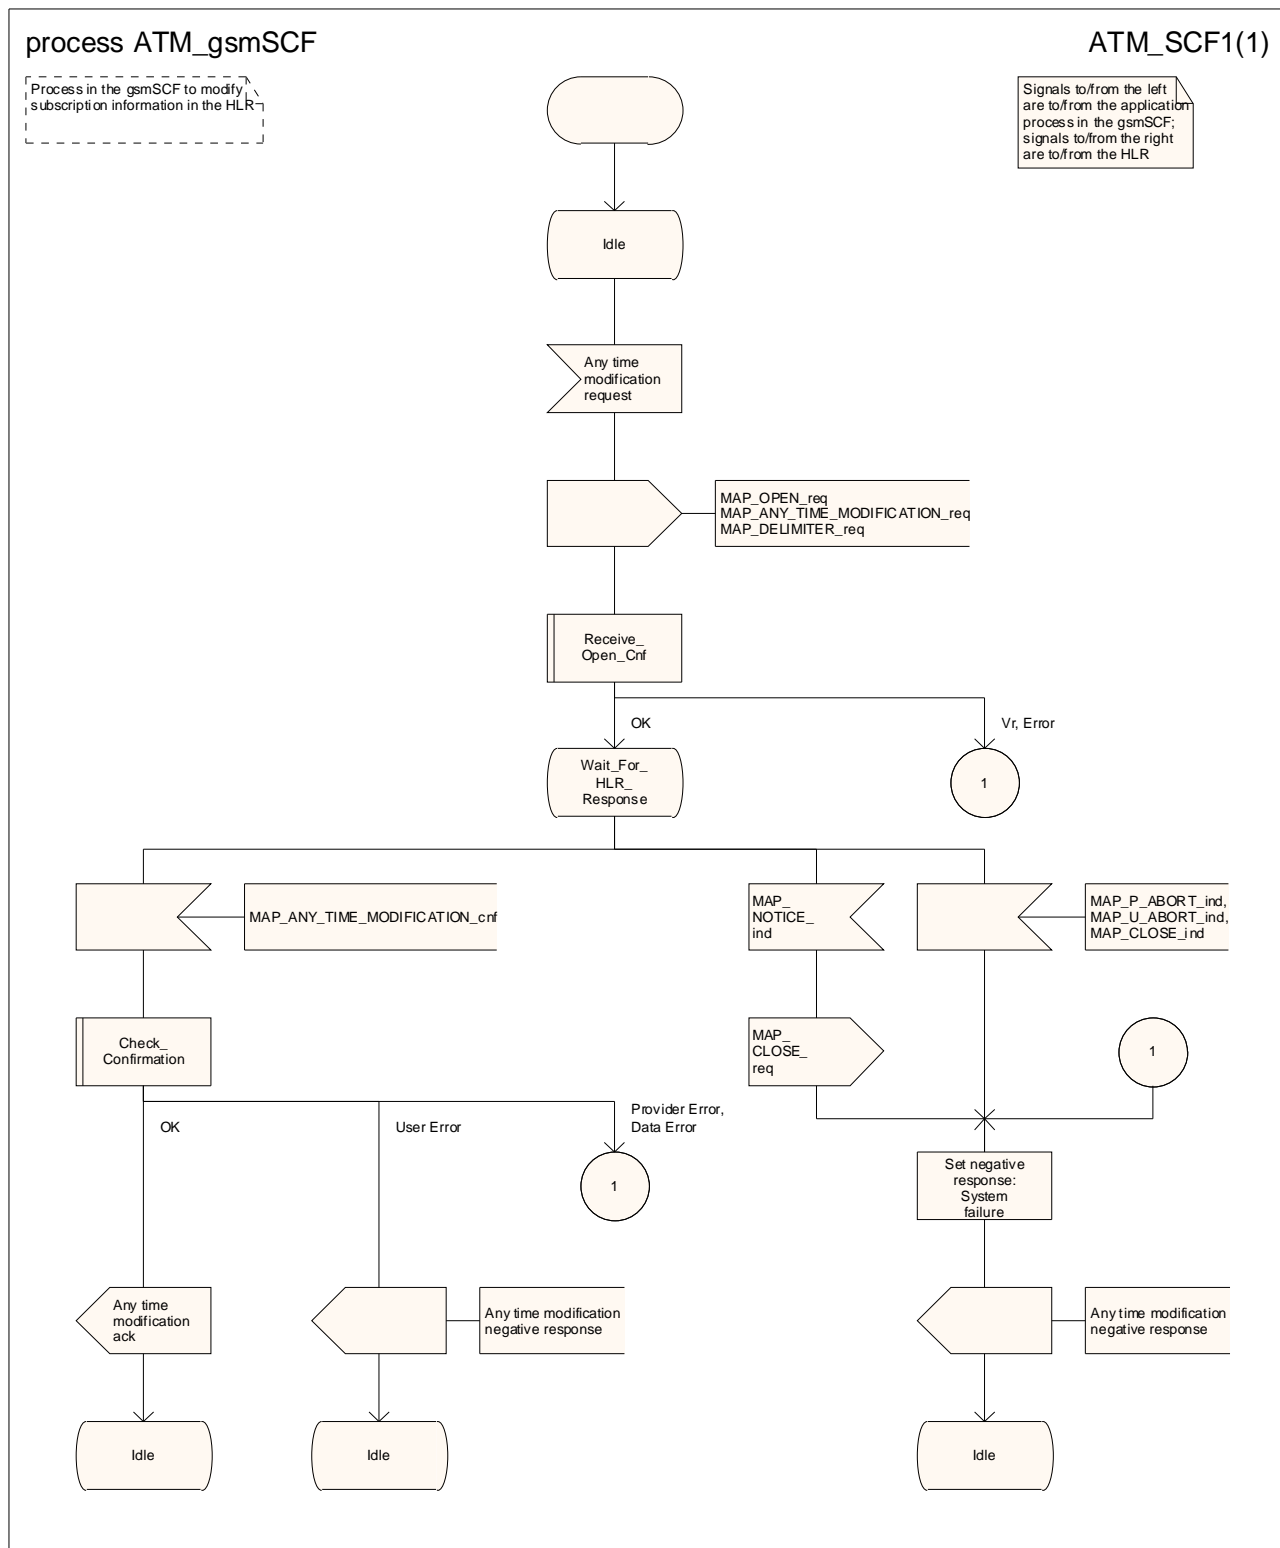 process ATM_gsmSCF
ATM_SCF1(1)
Process in the gsmSCF to modify
subscription information in the HLR
Signals to/from the left
are to/from the application
process in the gsmSCF;
signals to/from the right
are to/from the HLR
Idle
Any time
modification
request
MAP_OPEN_req
MAP_ANY_TIME_MODIFICATION_req
MAP_DELIMITER_req
Receive_
Open_Cnf
OK
Vr, Error
Wait_For_
HLR_
Response
1
MAP_ANY_TIME_MODIFICATION_cnf
MAP_
NOTICE_
ind
MAP_P_ABORT_ind,
MAP_U_ABORT_ind,
MAP_CLOSE_ind
Check_
Confirmation
MAP_
CLOSE_
req
1
OK
User Error
Provider Error,
Data Error
1
Set negative
response:
System
failure
Any time
modification
ack
Any time modification
negative response
Any time modification
negative response
Idle
Idle
Idle